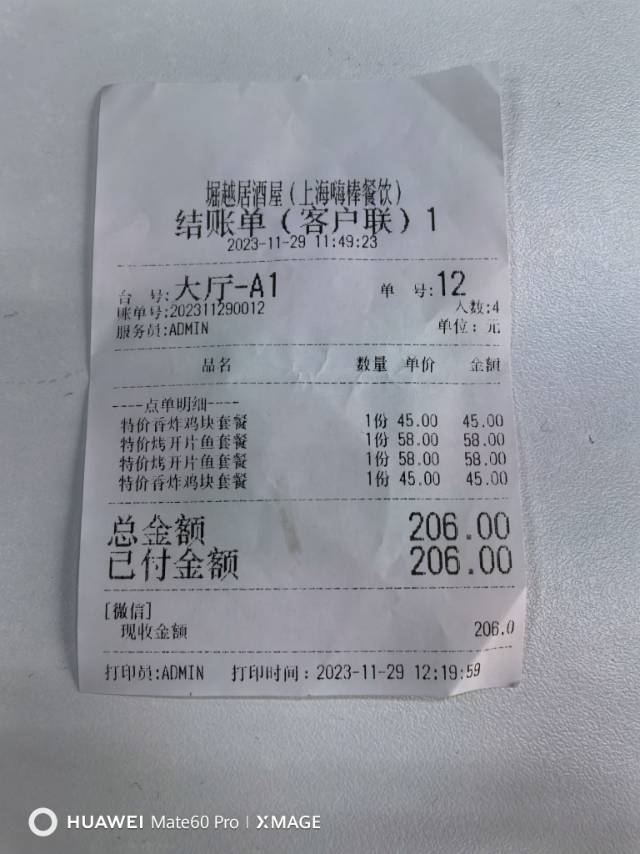 堀越居酒屋(上海嗨棒餐饮)
结账单(客户联)1
2023-11-29 11:49:23
台 号:大厅-A1 单 号:12
账单号:202311290012 人数:4
服务员:ADMIN 单位:元
品名 数量 单价 金额
----点单明细----
特价香炸鸡块套餐 1份 45.00 45.00
特价烤开片鱼套餐 1份 58.00 58.00
特价烤开片鱼套餐 1份 58.00 58.00
特价香炸鸡块套餐 1份 45.00 45.00
总金额 206.00
已付金额 206.00
[微信]
现收金额 206.0
打印员:ADMIN 打印时间:2023-11-29 12:19:59
HUAWEI Mate60 Pro | XMAGE